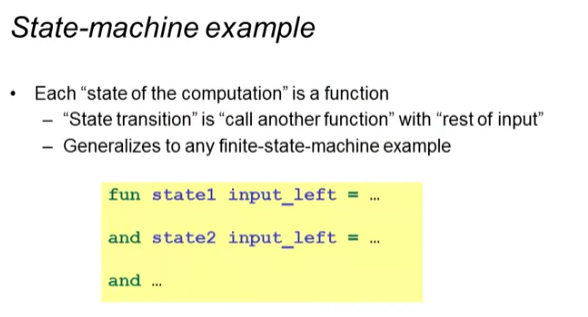 State-machine example
• Each “state of the computation” is a function
– “State transition” is “call another function” with “rest of input”
– Generalizes to any finite-state-machine example
fun state1 input_left = …
and state2 input_left = …
and …